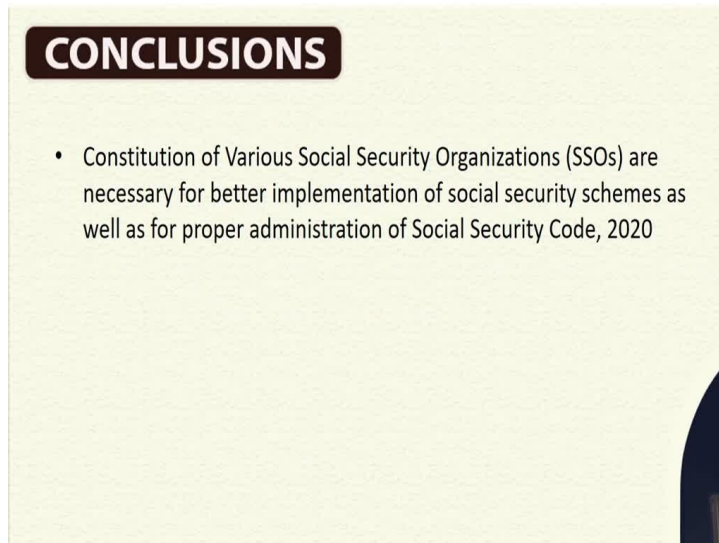 CONCLUSIONS
• Constitution of Various Social Security Organizations (SSOs) are
necessary for better implementation of social security schemes as
well as for proper administration of Social Security Code, 2020